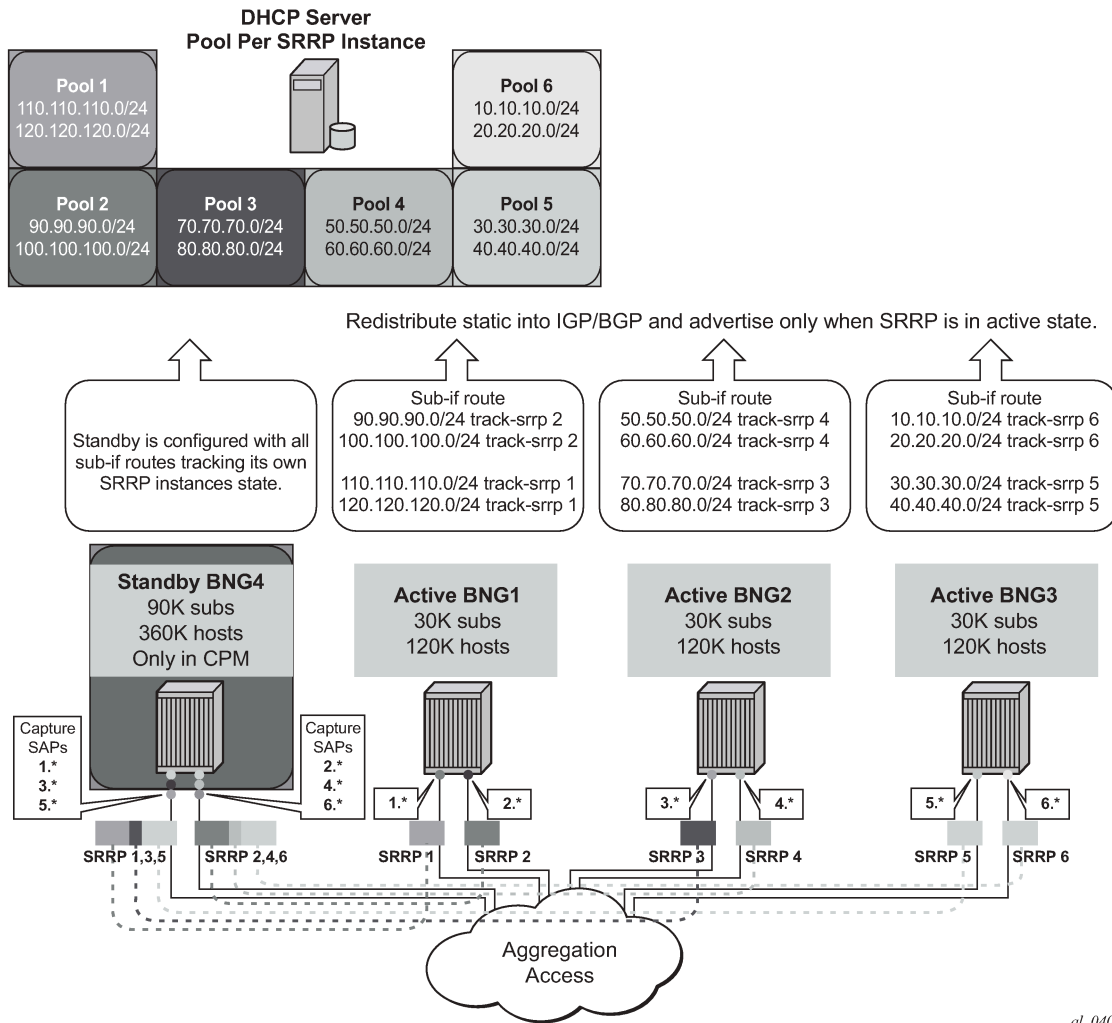 DHCP Server
Pool Per SRRP Instance
Pool 1
110.110.110.0/24
120.120.120.0/24
Pool 6
10.10.10.0/24
20.20.20.0/24
Pool 2
90.90.90.0/24
100.100.100.0/24
Pool 3
70.70.70.0/24
80.80.80.0/24
Pool 4
50.50.50.0/24
60.60.60.0/24
Pool 5
30.30.30.0/24
40.40.40.0/24
Redistribute static into IGP/BGP and advertise only when SRRP is in active state.
Standby is configured with all
sub-if routes tracking its own
SRRP instances state.
Sub-if route
90.90.90.0/24 track-srrp 2
100.100.100.0/24 track-srrp 2
110.110.110.0/24 track-srrp 1
120.120.120.0/24 track-srrp 1
Sub-if route
50.50.50.0/24 track-srrp 4
60.60.60.0/24 track-srrp 4
70.70.70.0/24 track-srrp 3
80.80.80.0/24 track-srrp 3
Sub-if route
10.10.10.0/24 track-srrp 6
20.20.20.0/24 track-srrp 6
30.30.30.0/24 track-srrp 5
40.40.40.0/24 track-srrp 5
Standby BNG4
90K subs
360K hosts
Only in CPM
Active BNG1
30K subs
120K hosts
Active BNG2
30K subs
120K hosts
Active BNG3
30K subs
120K hosts
Capture
SAPs
1.*
3.*
5.*
Capture
SAPs
2.*
4.*
6.*
1.*
2.*
3.*
4.*
5.*
6.*
SRRP 1,3,5
SRRP 2,4,6
SRRP 1
SRRP 2
SRRP 3
SRRP 4
SRRP 5
SRRP 6
Aggregation
Access